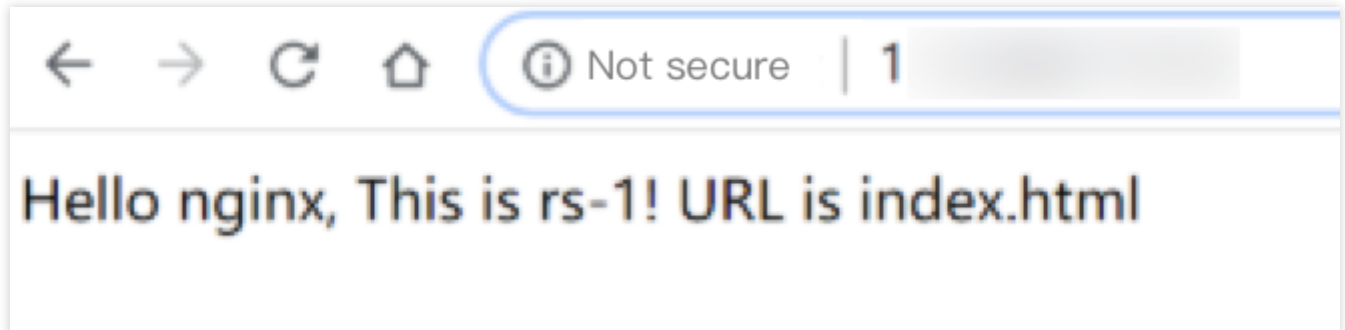 Not secure | 1
Hello nginx, This is rs-1! URL is index.html